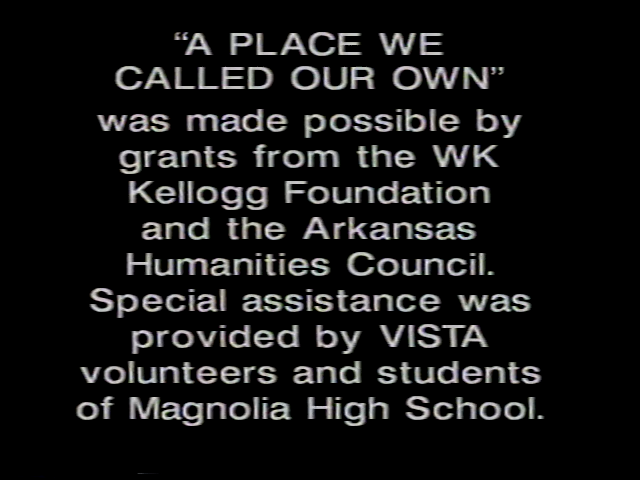 “A PLACE WE
CALLED OUR OWN”
was made possible by
grants from the WK
Kellogg Foundation
and the Arkansas
Humanities Council.
Special assistance was
provided by VISTA
volunteers and students
of Magnolia High School.